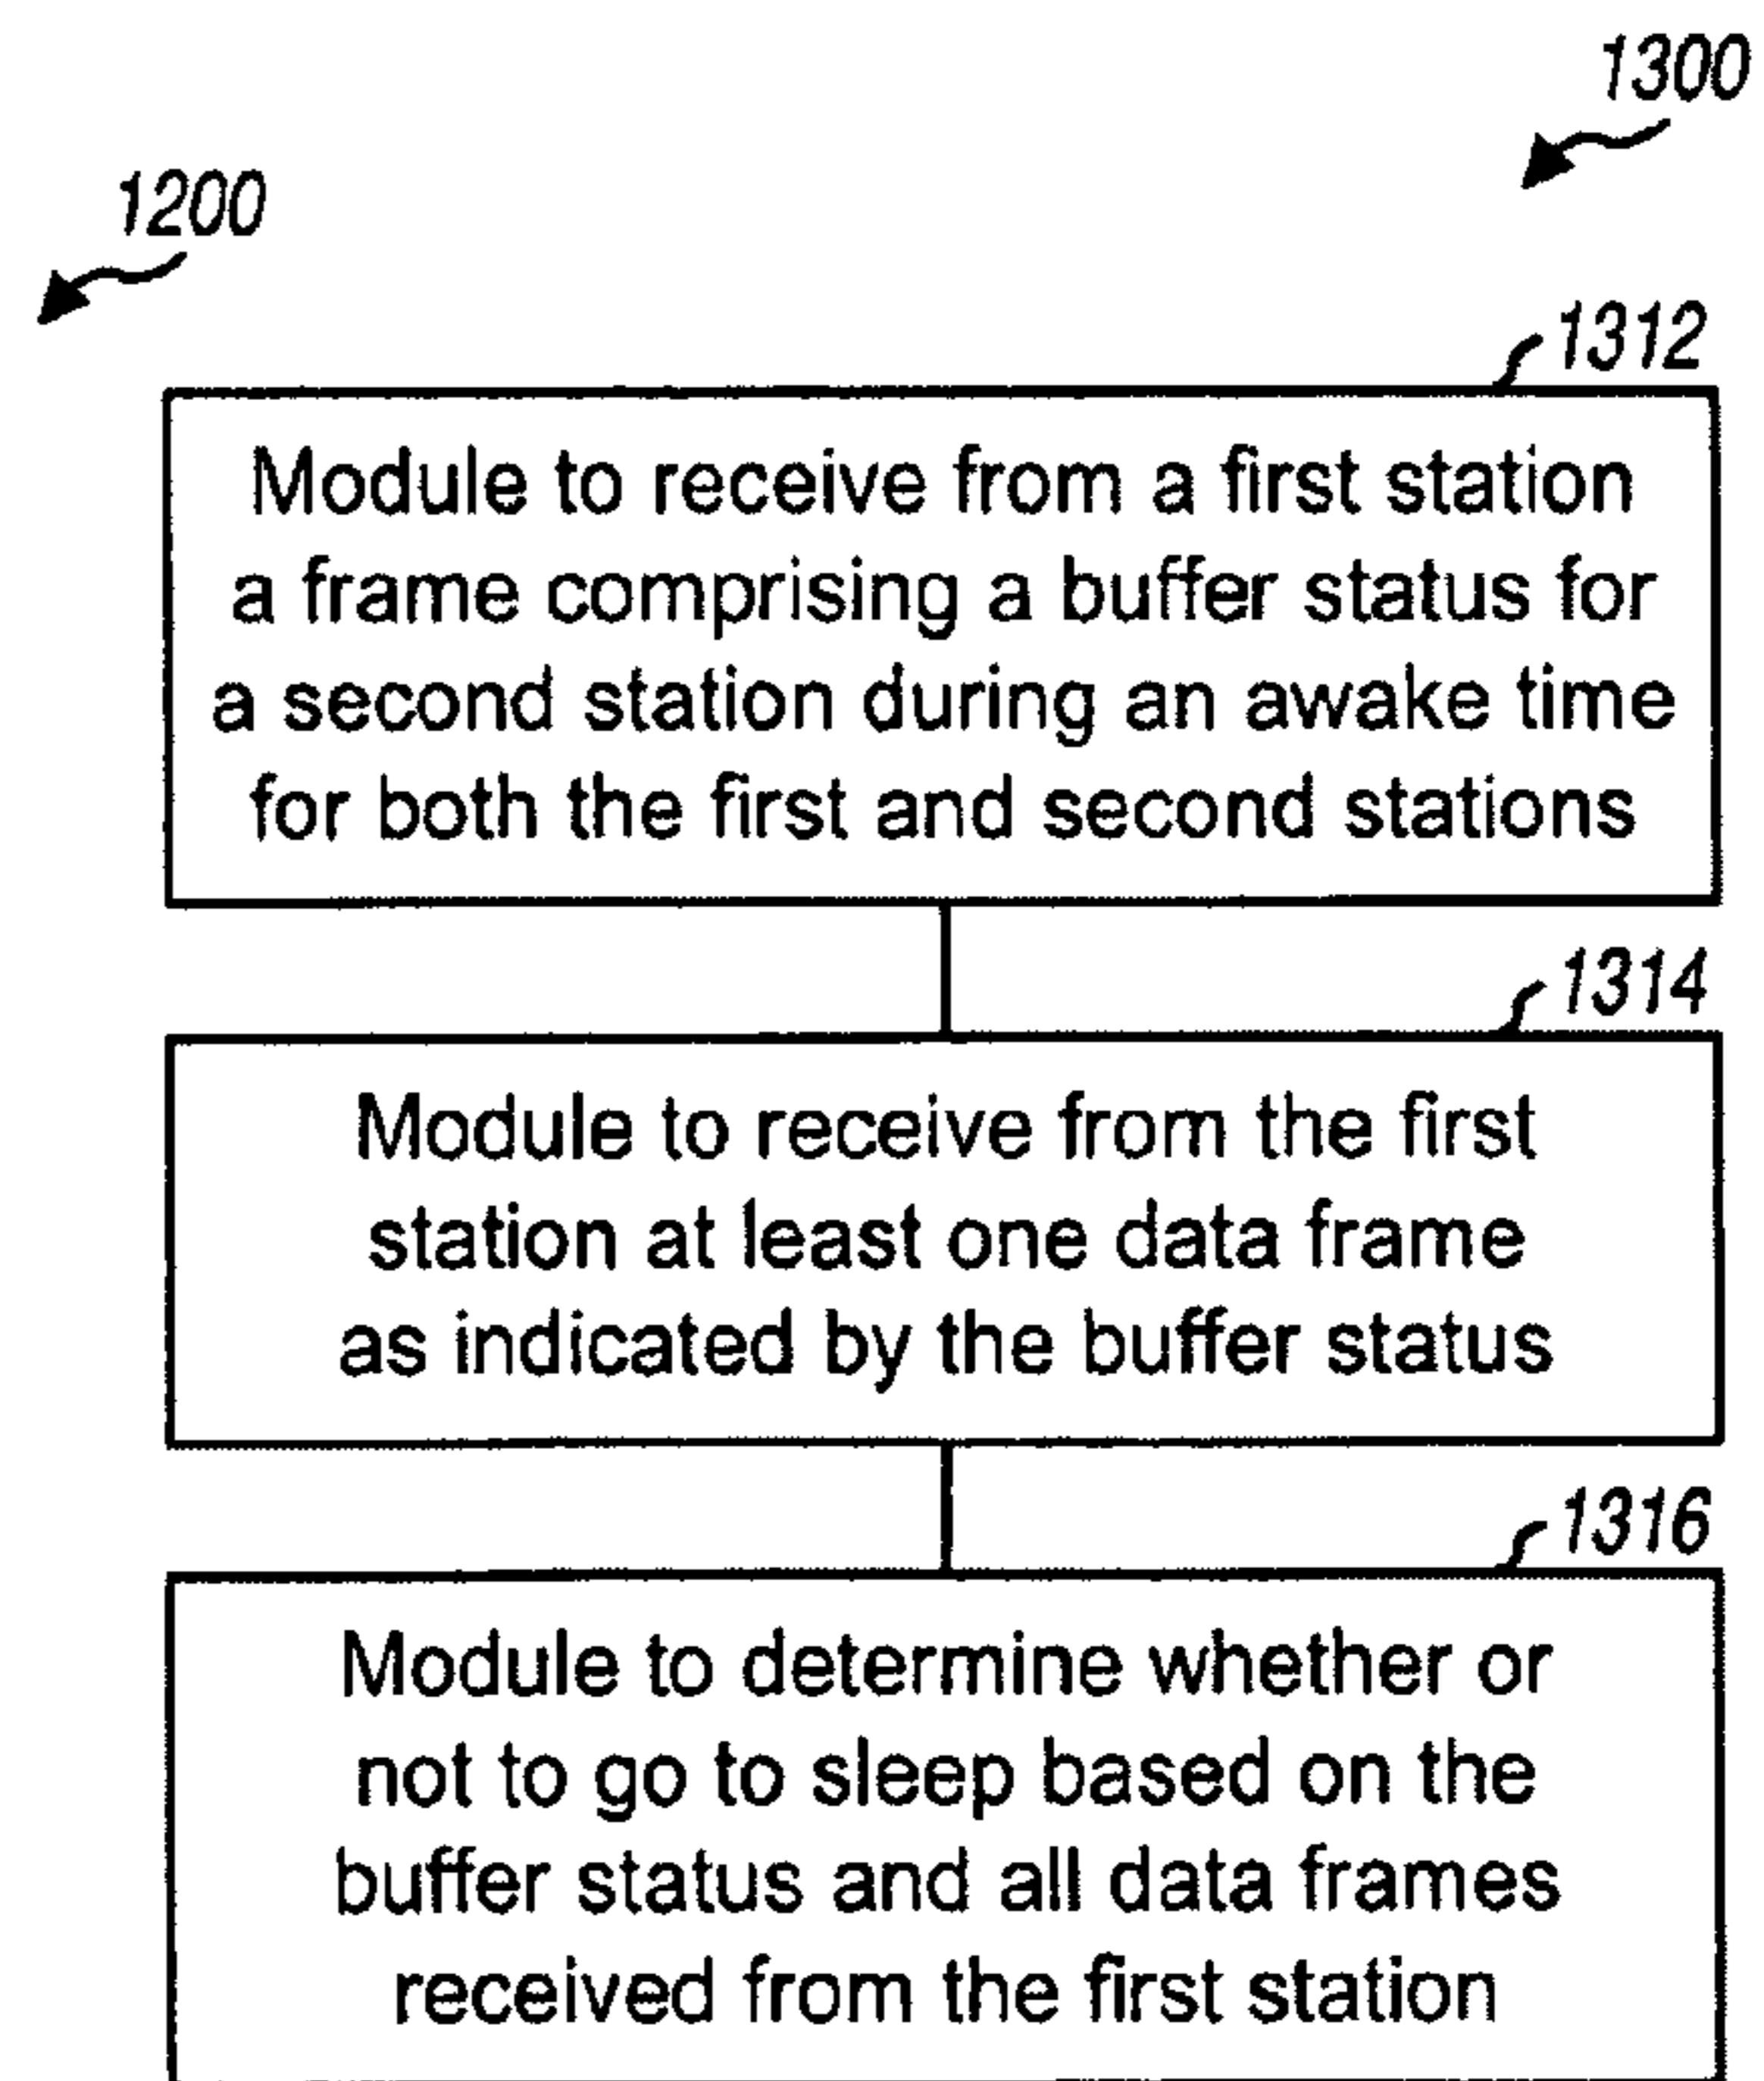 1300
1200
1312
Module to receive from a first station
a frame comprising a buffer status for
a second station during an awake time
for both the first and second stations
1314
Module to receive from the first
station at least one data frame
as indicated by the buffer status
1316
Module to determine whether or
not to go to sleep based on the
buffer status and all data frames
received from the first station